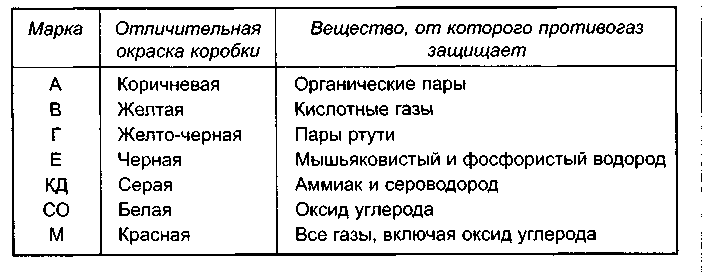 Марка Отличительная окраска коробки Вещество, от которого противогаз защищает
А Коричневая Органические пары
В Желтая Кислотные газы
Г Желто-черная Пары ртути
Е Черная Мышьяковистый и фосфористый водород
КД Серая Аммиак и сероводород
СО Белая Оксид углерода
М Красная Все газы, включая оксид углерода